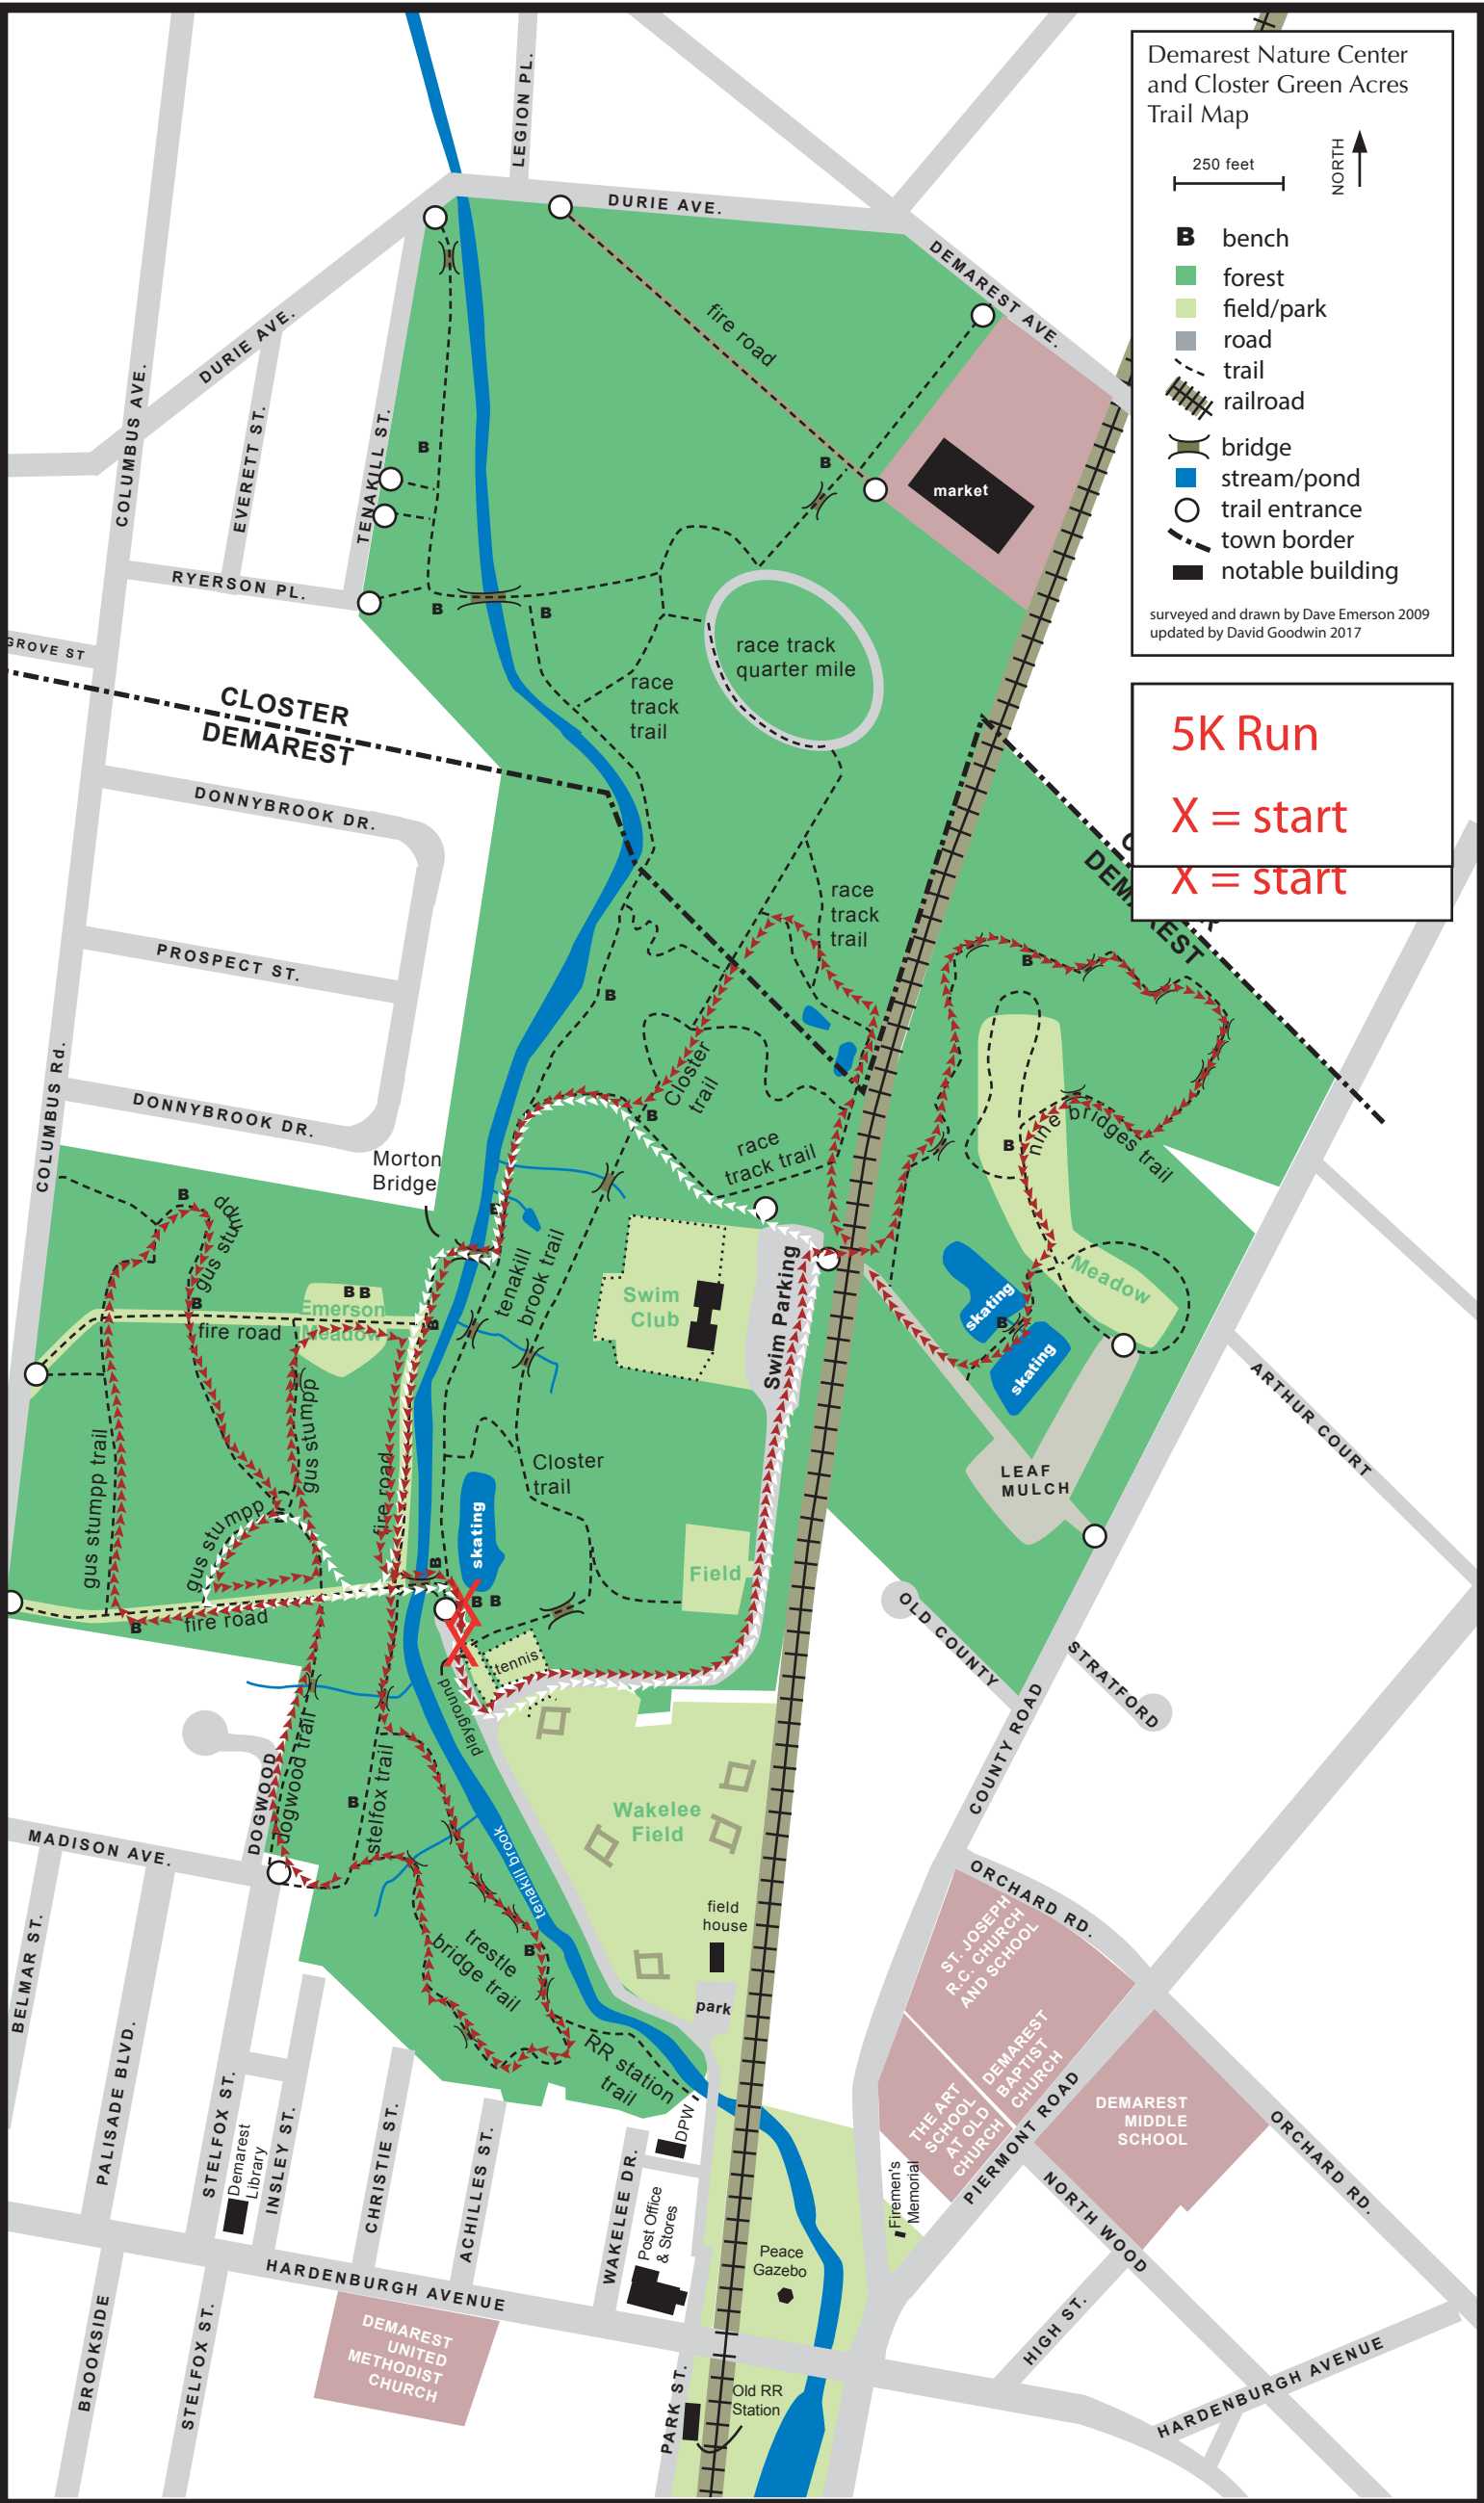 Demarest Nature Center
and Closter Green Acres
Trail Map
250 feet
NORTH
B bench
forest
field/park
road
trail
railroad
bridge
stream/pond
trail entrance
town border
notable building
surveyed and drawn by Dave Emerson 2009
updated by David Goodwin 2017
5K Run
X = start
X = start
LEGION PL.
DURIE AVE.
DEMAREST AVE.
DURIE AVE.
COLUMBUS AVE.
EVERETT ST.
TENAKILL ST.
fire road
B
B
market
RYERSON PL.
B
B
GROVE ST
race track
quarter mile
race
track
trail
CLOSTER
DEMAREST
DONNYBROOK DR.
DEMAREST
race
track
trail
PROSPECT ST.
B
B
COLUMBUS Rd.
DONNYBROOK DR.
Closter
trail
B
nine bridges trail
B
race
track trail
Morton
Bridge
B
gus stumpp
tenakill
brook trail
Swim Parking
Swim
Club
Meadow
skating
B
skating
B B
Emerson
Meadow
B
B
fire road
ARTHUR COURT
gus stumpp trail
gus stumpp
gus stumpp
fire road
Closter
trail
LEAF
MULCH
skating
B
Field
B B
B
fire road
OLD COUNTY
STRATFORD
COUNTY ROAD
tennis
playground
dogwood trail
stelfox trail
B
DOGWOOD
MADISON AVE.
Wakelee
Field
tenakill brook
ORCHARD RD.
field
house
BELMAR ST.
trestle
bridge trail
B
ST. JOSEPH
R.C. CHURCH
AND SCHOOL
park
RR station
trail
DEMAREST
BAPTIST
CHURCH
THE ART
SCHOOL
AT OLD
CHURCH
PIERMONT ROAD
DEMAREST
MIDDLE
SCHOOL
ORCHARD RD.
PALISADE BLVD.
STELFOX ST.
Demarest
Library
INSLEY ST.
CHRISTIE ST.
ACHILLES ST.
WAKELEE DR.
DPW
Post Office
& Stores
Firemen's
Memorial
NORTH WOOD
Peace
Gazebo
HARDENBURGH AVENUE
DEMAREST
UNITED
METHODIST
CHURCH
BROOKSIDE
STELFOX ST.
PARK ST.
Old RR
Station
HIGH ST.
HARDENBURGH AVENUE